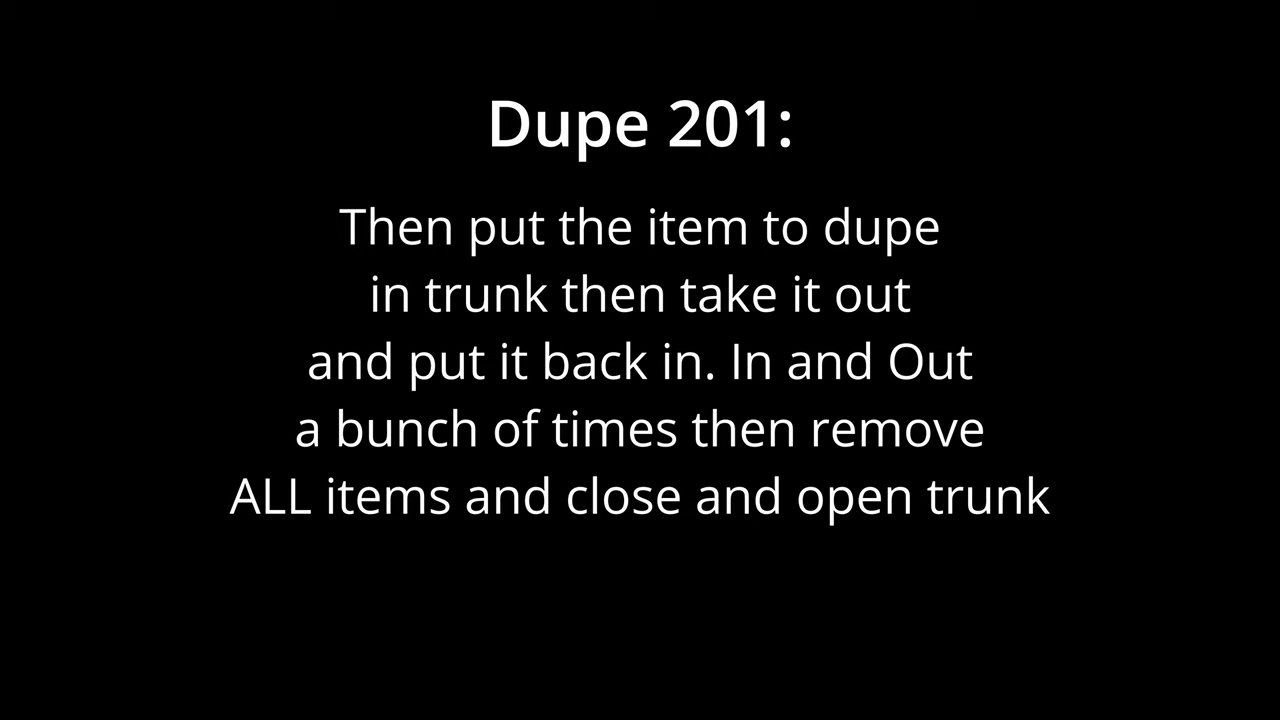 Dupe 201:
Then put the item to dupe
in trunk then take it out
and put it back in. In and Out
a bunch of times then remove
ALL items and close and open trunk